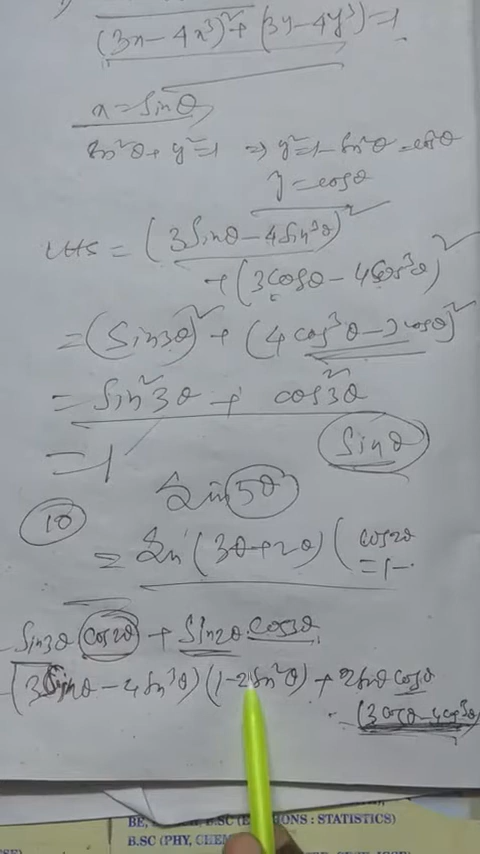 (3x-4x³)²+(3y-4y³)²=1
x=Sinθ
Sin²θ+y²=1 ⇒ y²=1-Sin²θ=cos²θ
y=cosθ
LHS = (3Sinθ-4Sin³θ)²
+(3cosθ-4cos³θ)²
=(Sin3θ)²+(4cos³θ-3cosθ)²
=Sin²3θ + cos²3θ
=1
Sinθ
Sin5θ
10
= Sin(3θ+2θ) (cos2θ
=1-
Sin3θ cos2θ + Sin2θ cos3θ
(3Sinθ-4Sin³θ)(1-2Sin²θ)+2Sinθ cosθ
(3cosθ-4cos³θ)
B.SC (PHY, CHEM
: STATISTICS)